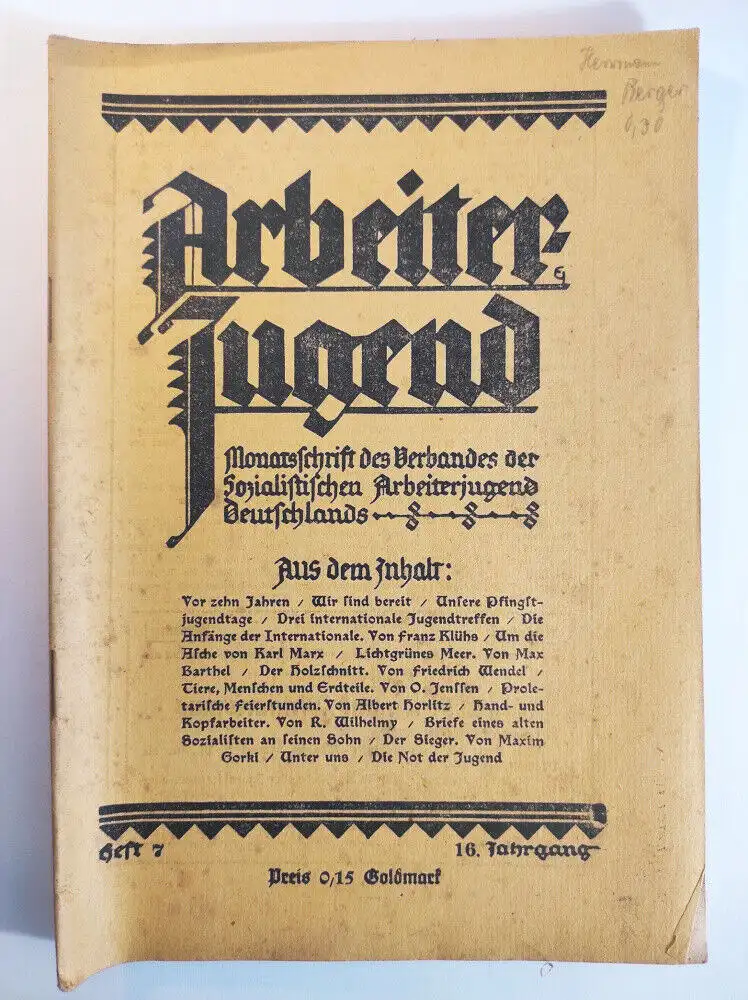 Herrmann
Berger
0,30
Arbeiter-
Jugend
Monatsschrift des Verbandes der
Sozialistischen Arbeiterjugend
Deutschlands
Aus dem Inhalt:
Vor zehn Jahren / Wir sind bereit / Unsere Pfingst-
jugendtage / Drei internationale Jugendtreffen / Die
Anfänge der Internationale. Von Franz Klühs / Um die
Asche von Karl Marx / Lichtgrünes Meer. Von Max
Barthel / Der Holzschnitt. Von Friedrich Wendel /
Tiere, Menschen und Erdteile. Von O. Jenssen / Prole-
tarische Feierstunden. Von Albert Horlitz / Hand- und
Kopfarbeiter. Von R. Wilhelmy / Briefe eines alten
Sozialisten an seinen Sohn / Der Sieger. Von Maxim
Gorki / Unter uns / Die Not der Jugend
Heft 7
16. Jahrgang
Preis 0,15 Goldmark